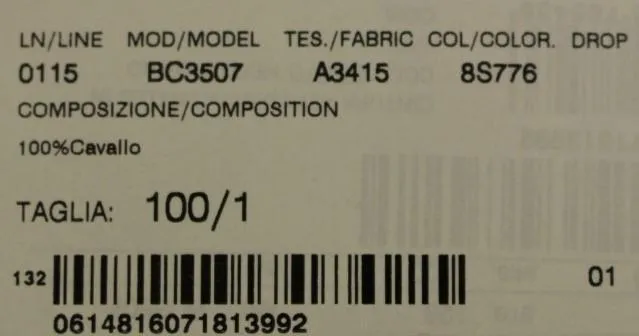 LN/LINE MOD/MODEL TES./FABRIC COL/COLOR. DROP
0115 BC3507 A3415 8S776
COMPOSIZIONE/COMPOSITION
100%Cavallo
TAGLIA: 100/1
132 01
0614816071813992